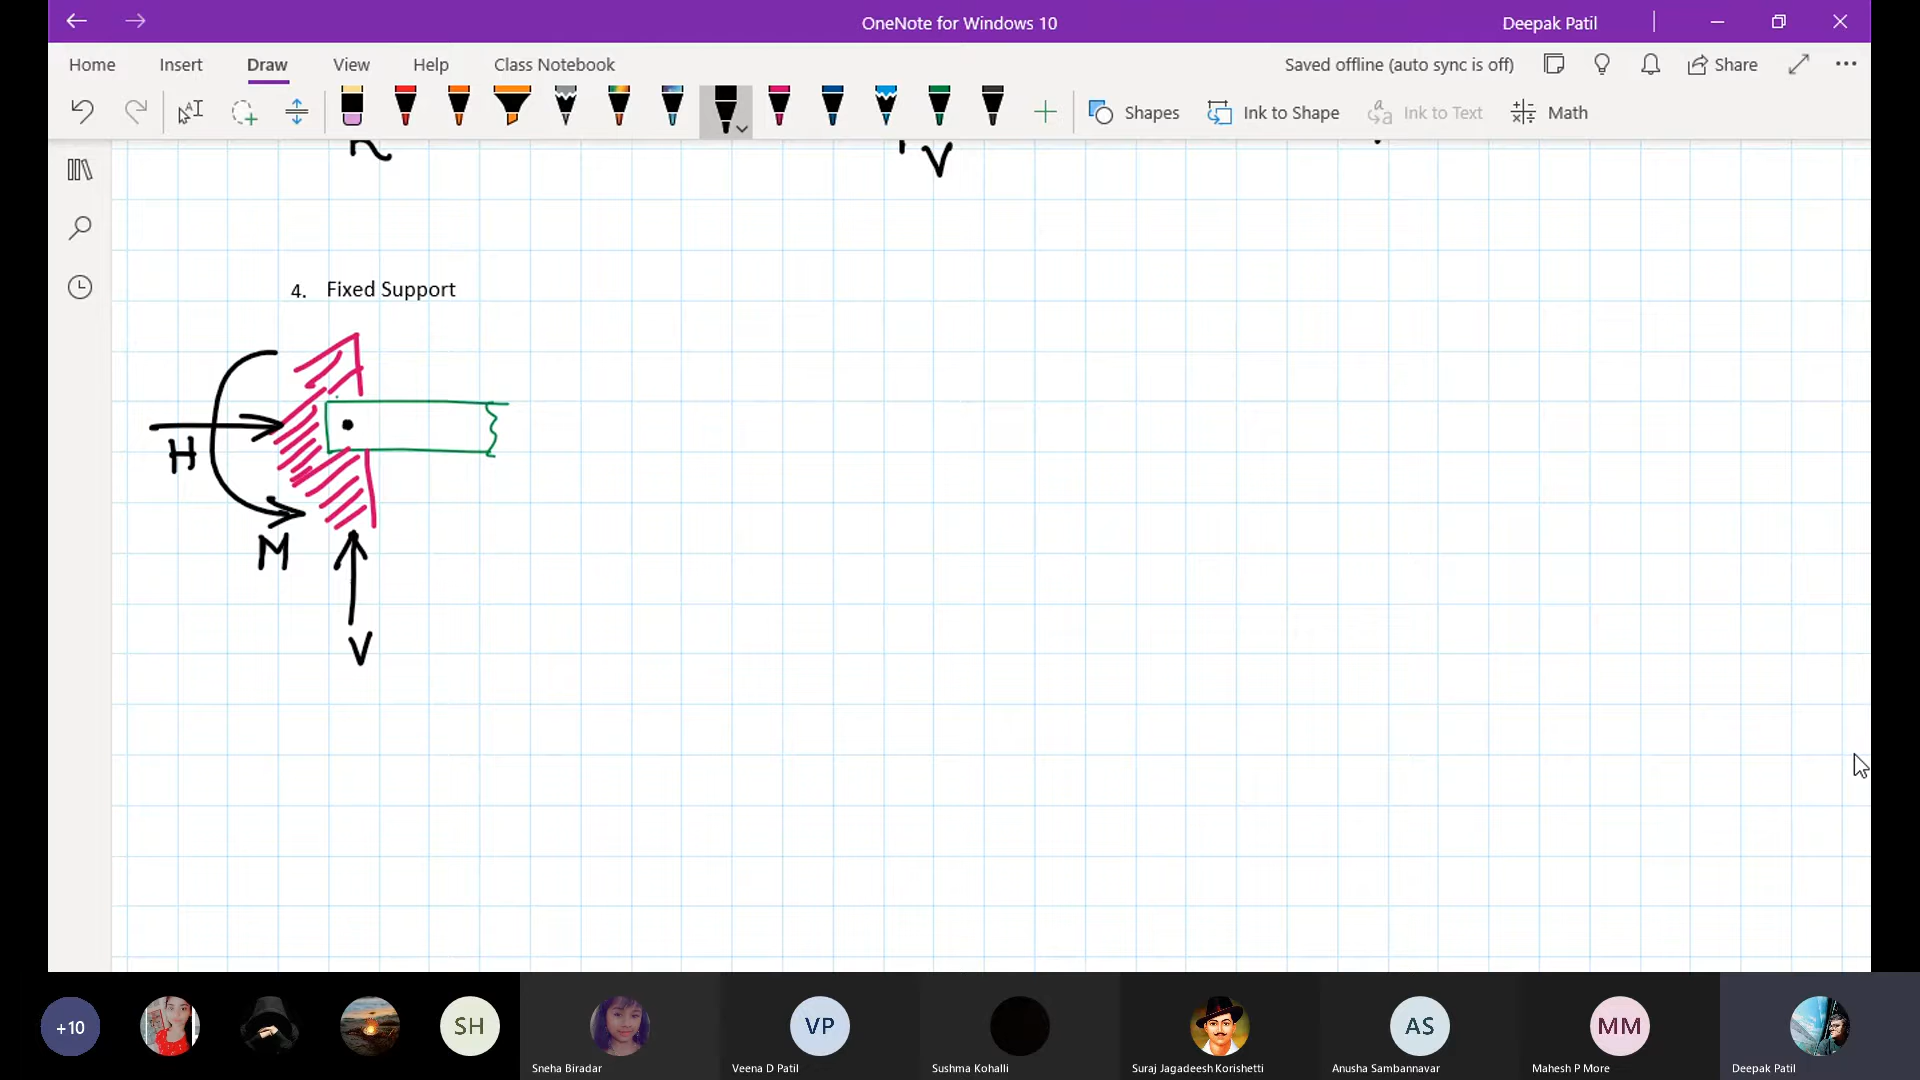 OneNote for Windows 10
Deepak Patil
Home Insert Draw View Help Class Notebook
Saved offline (auto sync is off)
Share
Shapes
Ink to Shape
Ink to Text
Math
R
V
4. Fixed Support
H
M
V
+10
SH
VP
AS
MM
Sneha Biradar
Veena D Patil
Sushma Kohalli
Suraj Jagadeesh Korishetti
Anusha Sambannavar
Mahesh P More
Deepak Patil